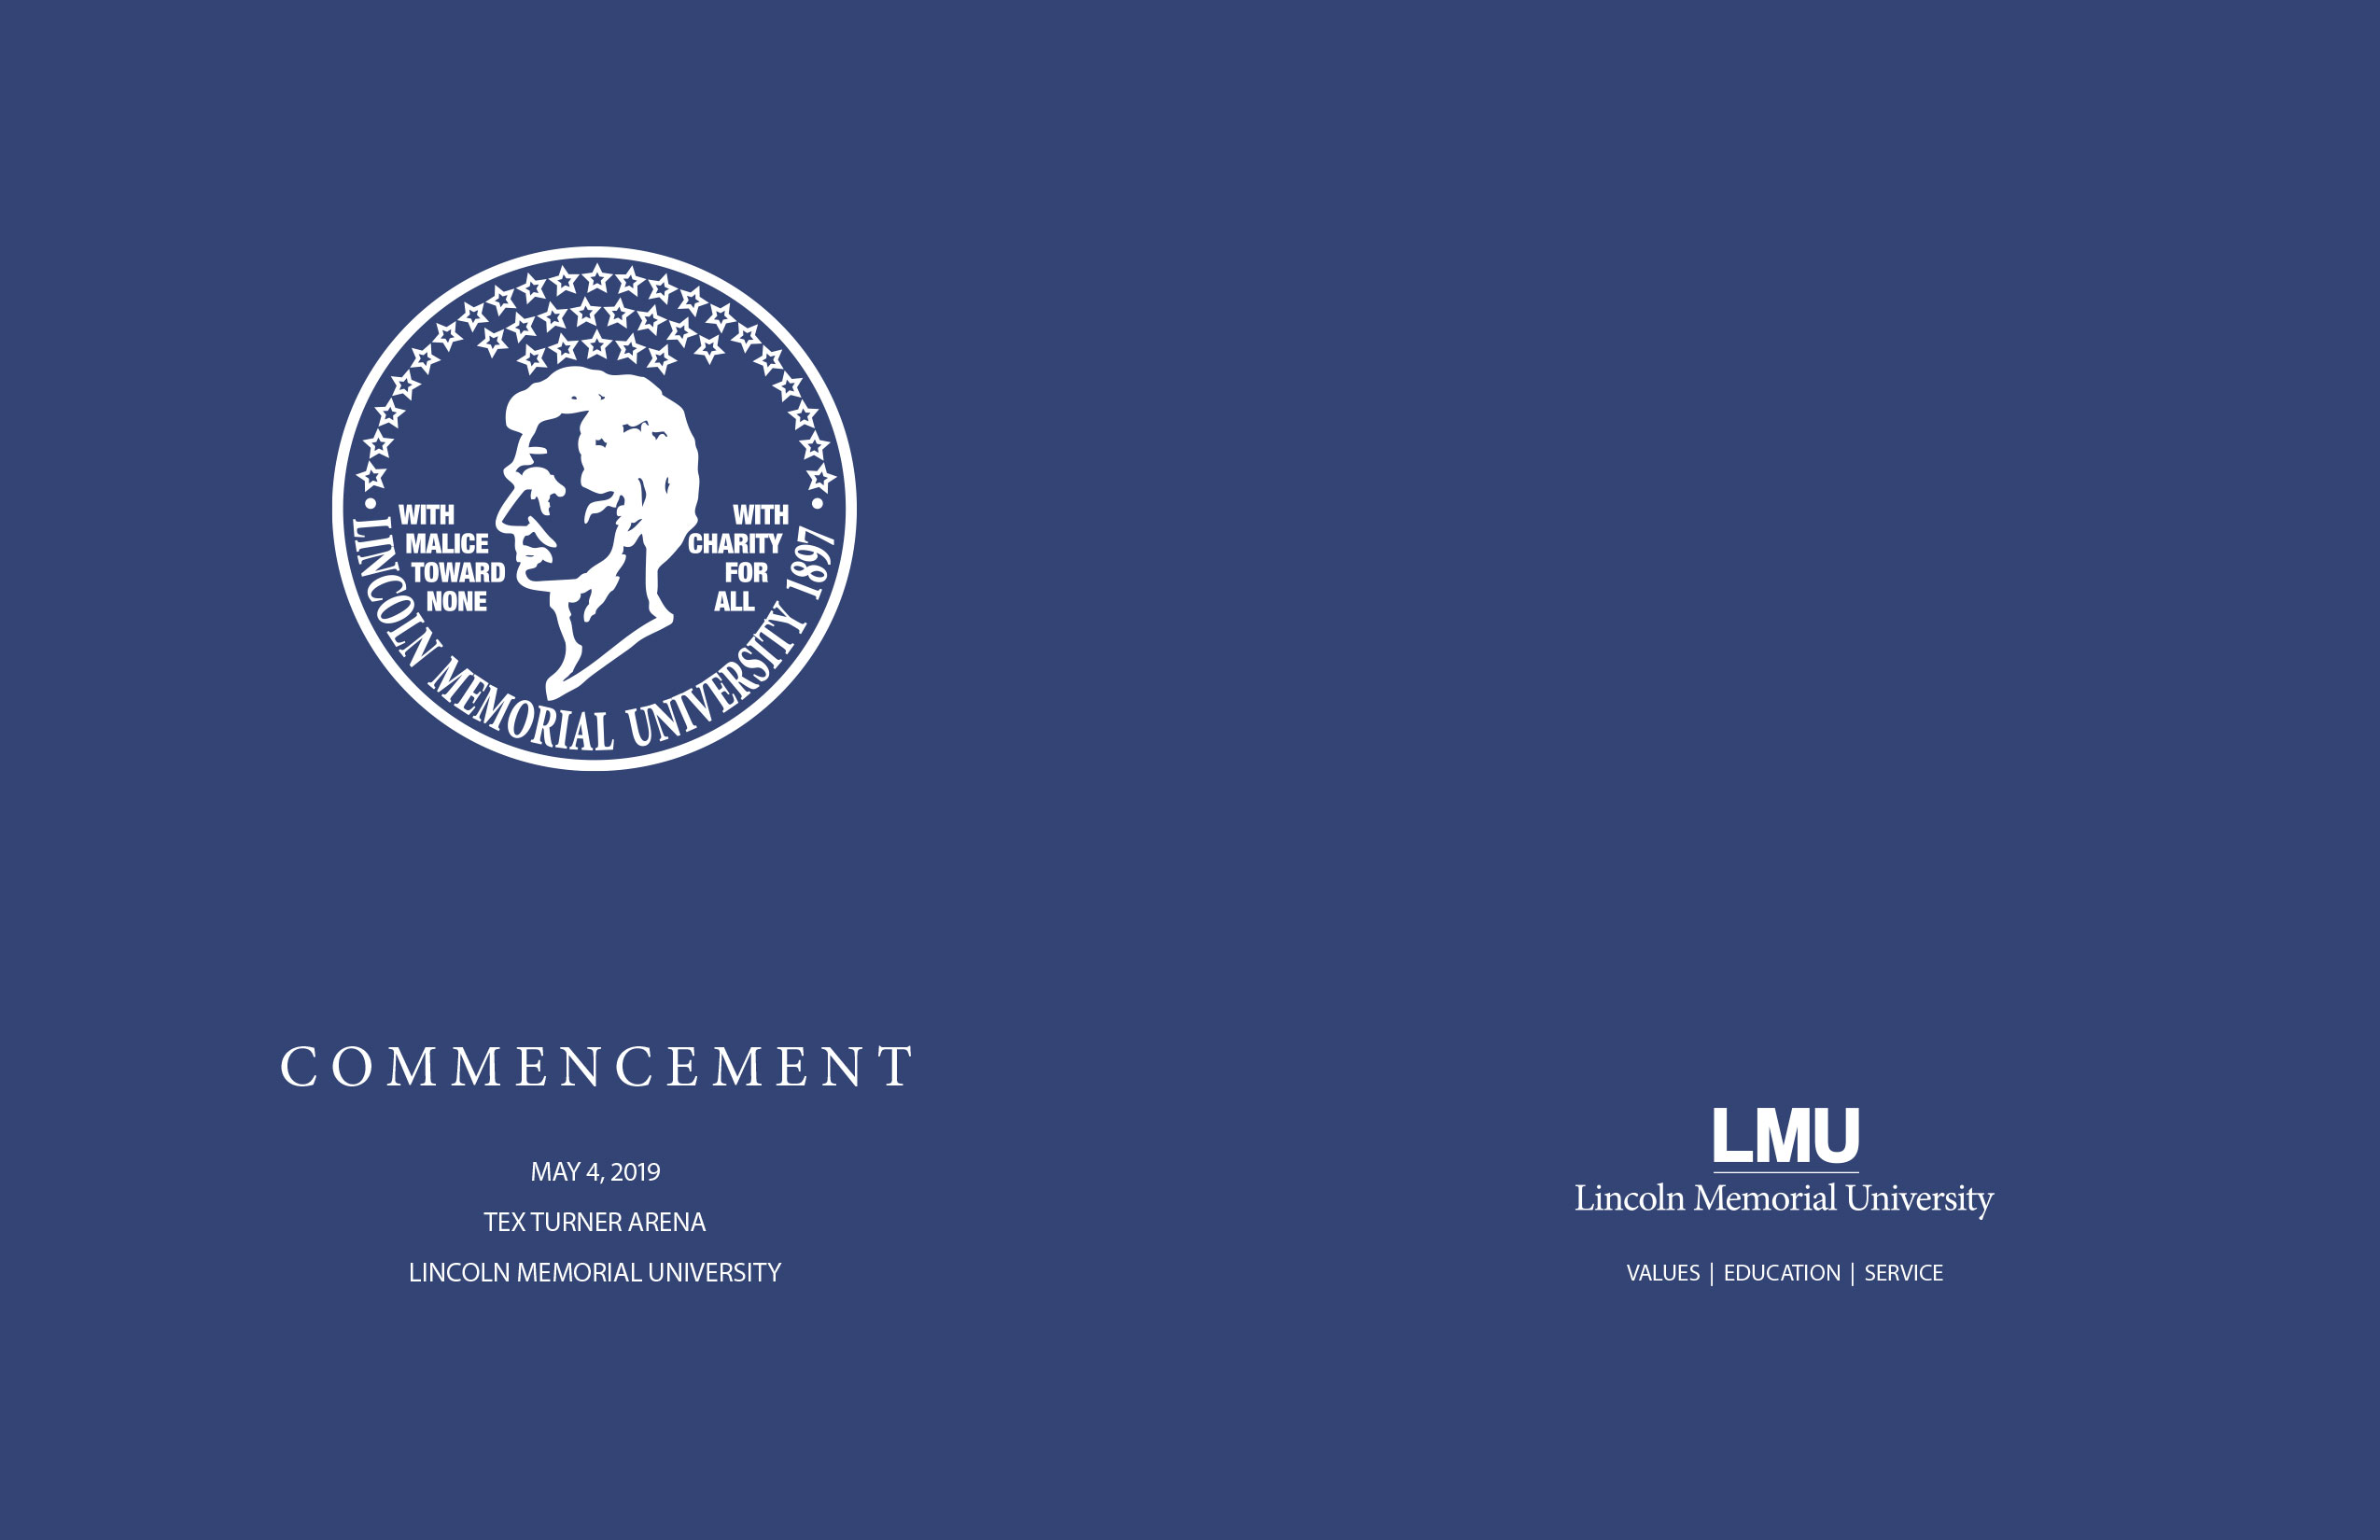 WITH
MALICE
TOWARD
NONE
WITH
CHARITY
FOR
ALL
LINCOLN MEMORIAL UNIVERSITY 1897
COMMENCEMENT
MAY 4, 2019
TEX TURNER ARENA
LINCOLN MEMORIAL UNIVERSITY
LMU
Lincoln Memorial University
VALUES | EDUCATION | SERVICE